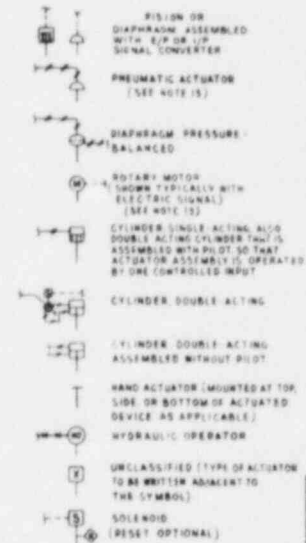 PISTON OR
DIAPHRAGM ASSEMBLED
WITH E/P OR I/P
SIGNAL CONVERTER
PNEUMATIC ACTUATOR
(SEE NOTE 15)
DIAPHRAGM PRESSURE-
BALANCED
M
ROTARY MOTOR
SHOWN TYPICALLY WITH
ELECTRIC SIGNAL)
(SEE NOTE 15)
CYLINDER SINGLE ACTING ALSO
DOUBLE ACTING CYLINDER THAT IS
ASSEMBLED WITH PILOT SO THAT
ACTUATOR ASSEMBLY IS OPERATED
BY ONE CONTROLLED INPUT
CYLINDER DOUBLE ACTING
CYLINDER DOUBLE ACTING
ASSEMBLED WITHOUT PILOT
HAND ACTUATOR (MOUNTED AT TOP
SIDE OR BOTTOM OF ACTUATED
DEVICE AS APPLICABLE)
HO
HYDRAULIC OPERATOR
X
UNCLASSIFIED (TYPE OF ACTUATOR
TO BE WRITTEN ADJACENT TO
THE SYMBOL)
S
SOLENOID
R
(RESET OPTIONAL)